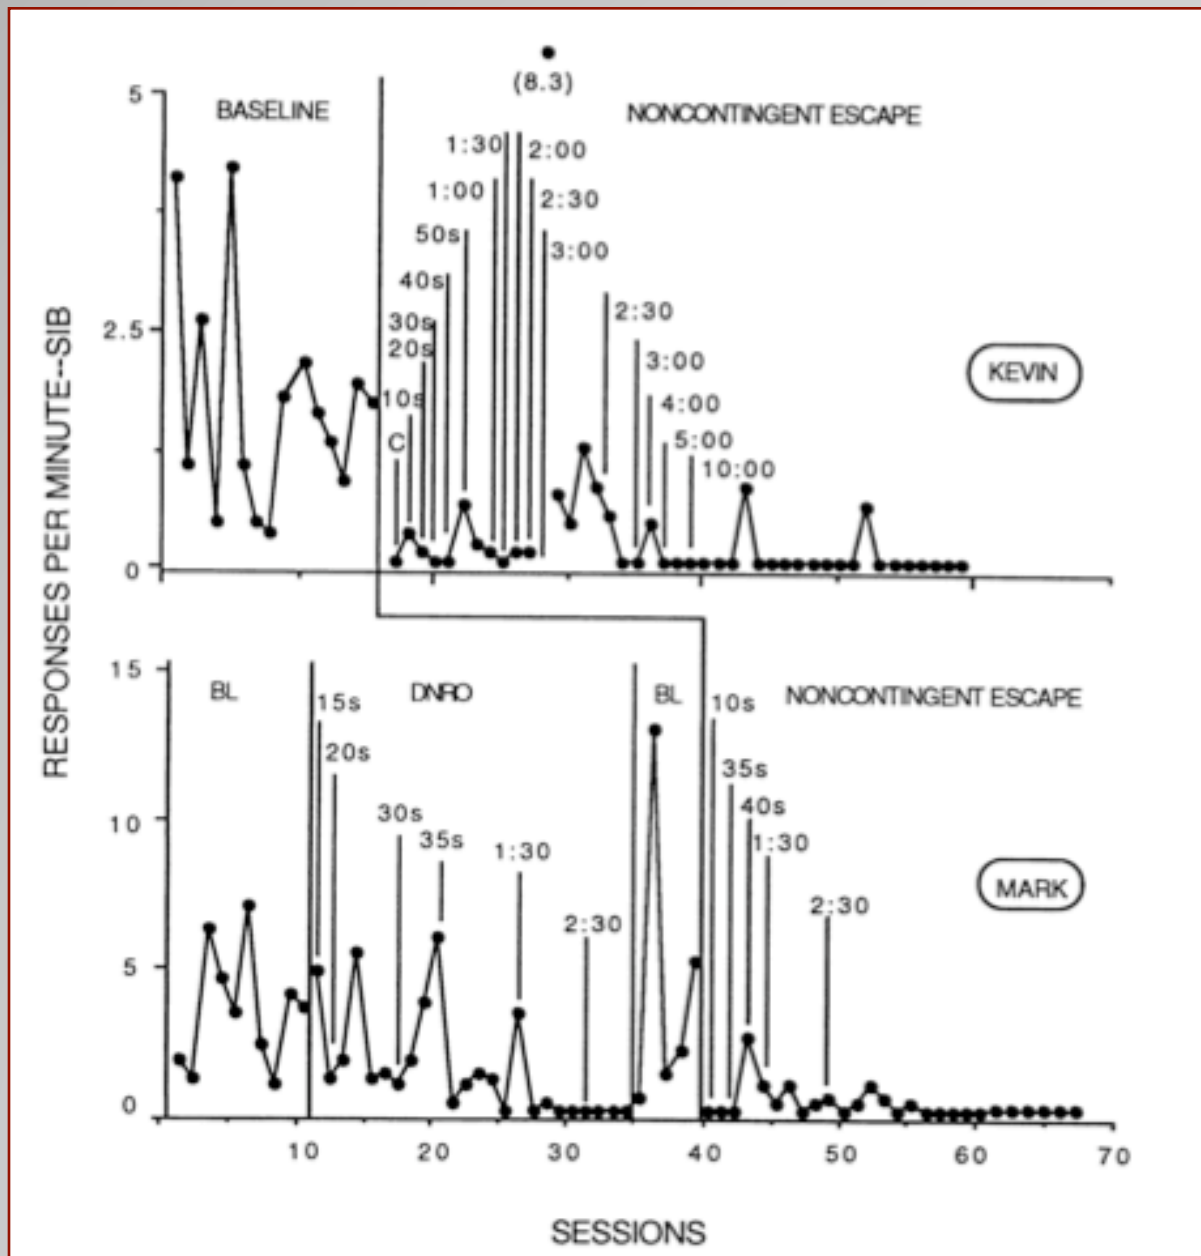 (8.3)
5
BASELINE
NONCONTINGENT ESCAPE
1:30
2:00
1:00
2:30
50s
3:00
40s
2:30
30s
2.5
20s
3:00
KEVIN
10s
4:00
C
5:00
10:00
0
RESPONSES PER MINUTE--SIB
15
BL
DNRO
BL
NONCONTINGENT ESCAPE
15s
10s
20s
35s
30s
40s
10
35s
1:30
1:30
MARK
2:30
2:30
5
0
10
20
30
40
50
60
70
SESSIONS